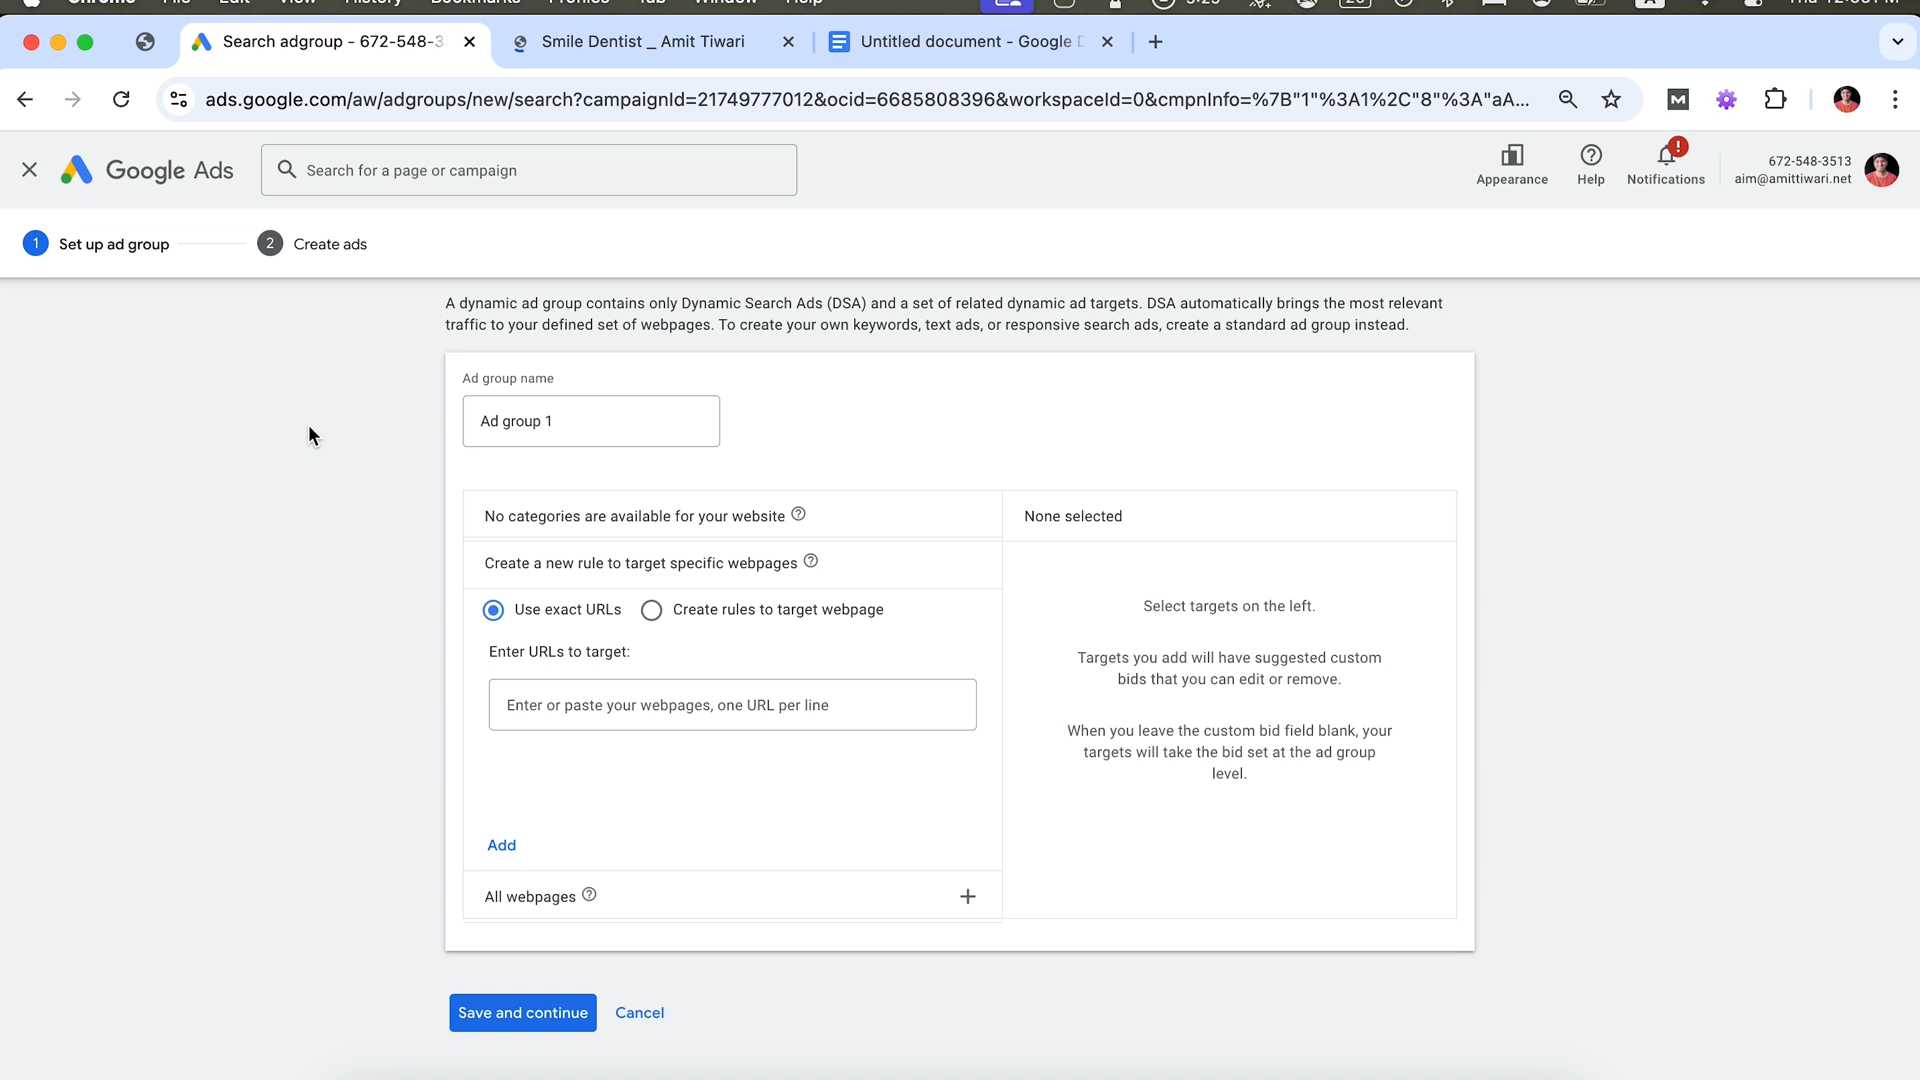 Search adgroup - 672-548-3
Smile Dentist _ Amit Tiwari
Untitled document - Google D
ads.google.com/aw/adgroups/new/search?campaignId=21749777012&ocid=6685808396&workspaceId=0&cmpnInfo=%7B"1"%3A1%2C"8"%3A"aA...
Google Ads
Search for a page or campaign
Appearance
Help
Notifications
672-548-3513
aim@amittiwari.net
1 Set up ad group
2 Create ads
A dynamic ad group contains only Dynamic Search Ads (DSA) and a set of related dynamic ad targets. DSA automatically brings the most relevant
traffic to your defined set of webpages. To create your own keywords, text ads, or responsive search ads, create a standard ad group instead.
Ad group name
Ad group 1
No categories are available for your website
None selected
Create a new rule to target specific webpages
Use exact URLs
Create rules to target webpage
Enter URLs to target:
Enter or paste your webpages, one URL per line
Add
All webpages
Select targets on the left.
Targets you add will have suggested custom
bids that you can edit or remove.
When you leave the custom bid field blank, your
targets will take the bid set at the ad group
level.
Save and continue
Cancel